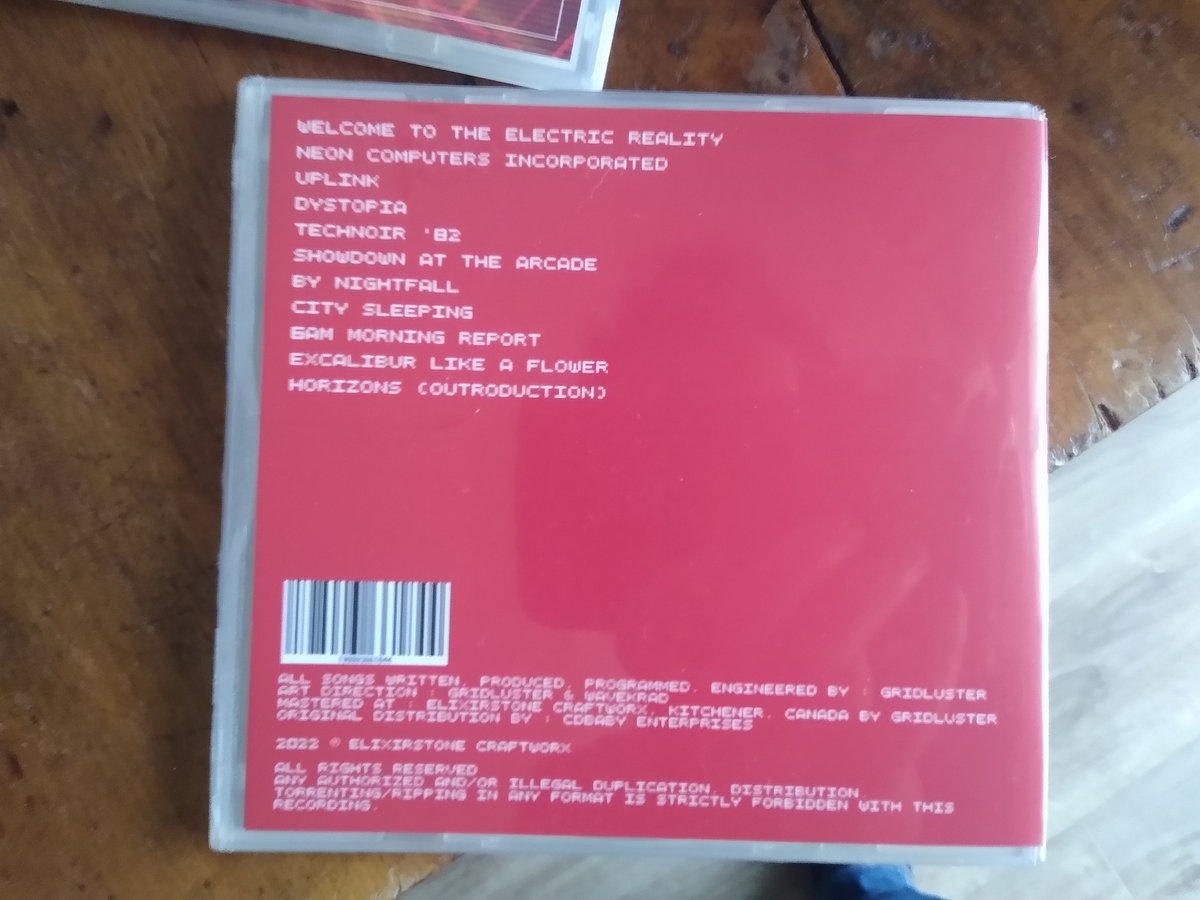 WELCOME TO THE ELECTRIC REALITY
NEON COMPUTERS INCORPORATED
UPLINK
DYSTOPIA
TECHNOIR '82
SHOWDOWN AT THE ARCADE
BY NIGHTFALL
CITY SLEEPING
6AM MORNING REPORT
EXCALIBUR LIKE A FLOWER
HORIZONS (OUTRODUCTION)
ALL SONGS WRITTEN, PRODUCED, PROGRAMMED, ENGINEERED BY : GRIDLUSTER
ART DIRECTION : GRIDLUSTER & WAVEKRAD
MASTERED AT : ELIXIRSTONE CRAFTWORX, KITCHENER, CANADA BY GRIDLUSTER
ORIGINAL DISTRIBUTION BY : CDBABY ENTERPRISES
2022 © ELIXIRSTONE CRAFTWORX
ALL RIGHTS RESERVED
ANY AUTHORIZED AND/OR ILLEGAL DUPLICATION, DISTRIBUTION,
TORRENTING/RIPPING IN ANY FORMAT IS STRICTLY FORBIDDEN WITH THIS
RECORDING.